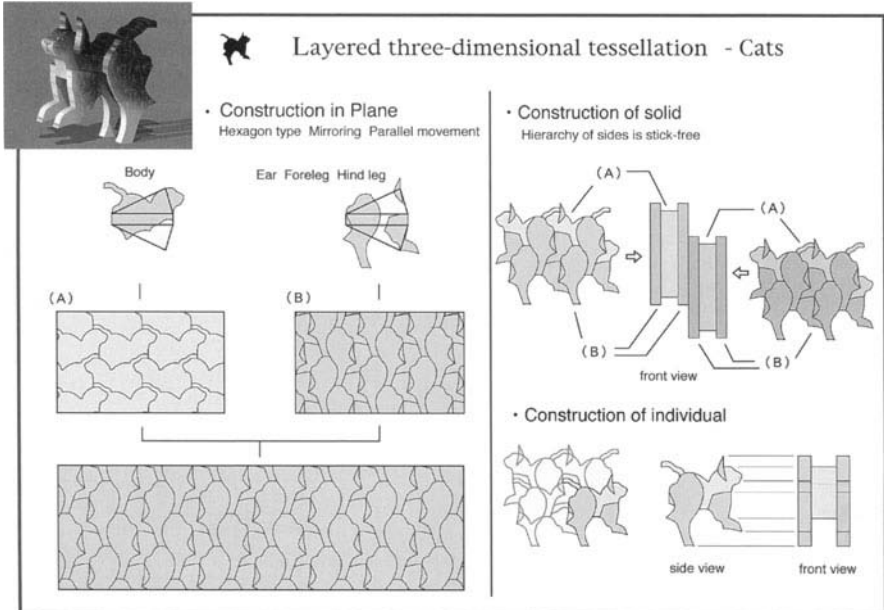 Layered three-dimensional tessellation - Cats
· Construction in Plane
Hexagon type Mirroring Parallel movement
Body
Ear Foreleg Hind leg
(A)
(B)
· Construction of solid
Hierarchy of sides is stick-free
(A)
(A)
(B)
(B)
front view
· Construction of individual
side view
front view